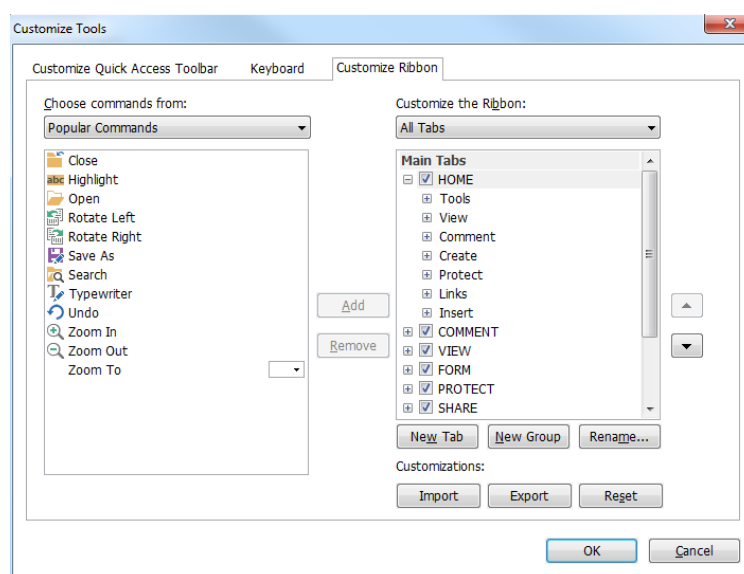 Customize Tools
Customize Quick Access Toolbar Keyboard Customize Ribbon
Choose commands from:
Popular Commands
Close
abc Highlight
Open
Rotate Left
Rotate Right
Save As
Search
Typewriter
Undo
Zoom In
Zoom Out
Zoom To
Add
Remove
Customize the Ribbon:
All Tabs
Main Tabs
HOME
Tools
View
Comment
Create
Protect
Links
Insert
COMMENT
VIEW
FORM
PROTECT
SHARE
New Tab New Group Rename...
Customizations:
Import Export Reset
OK Cancel